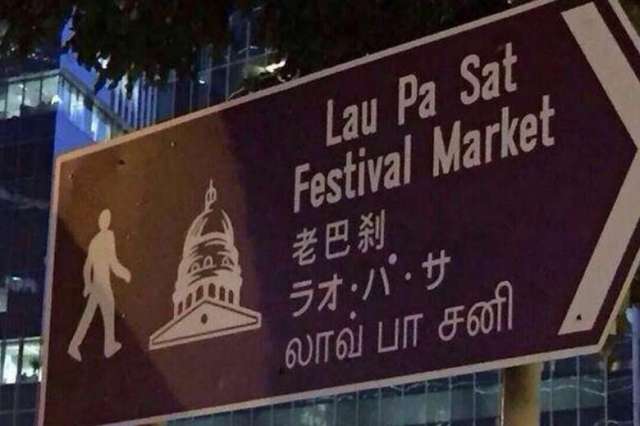 Lau Pa Sat
Festival Market
老巴刹
ラオ・パ・サ
லாவ் பா சனி